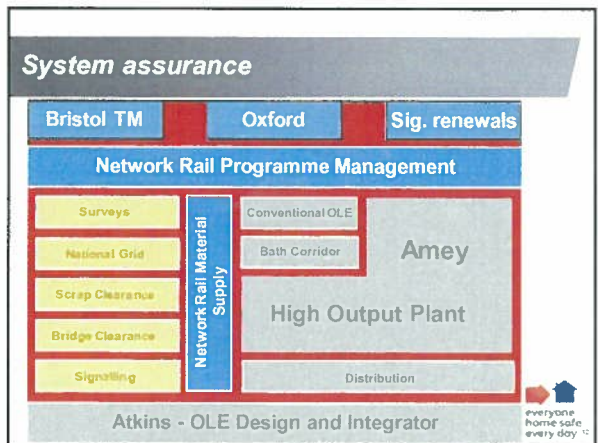 System assurance
Bristol TM
Oxford
Sig. renewals
Network Rail Programme Management
Surveys
National Grid
Scrap Clearance
Bridge Clearance
Signalling
Network Rail Material
Supply
Conventional OLE
Bath Corridor
Amey
High Output Plant
Distribution
Atkins - OLE Design and Integrator
everyone
home safe
every day